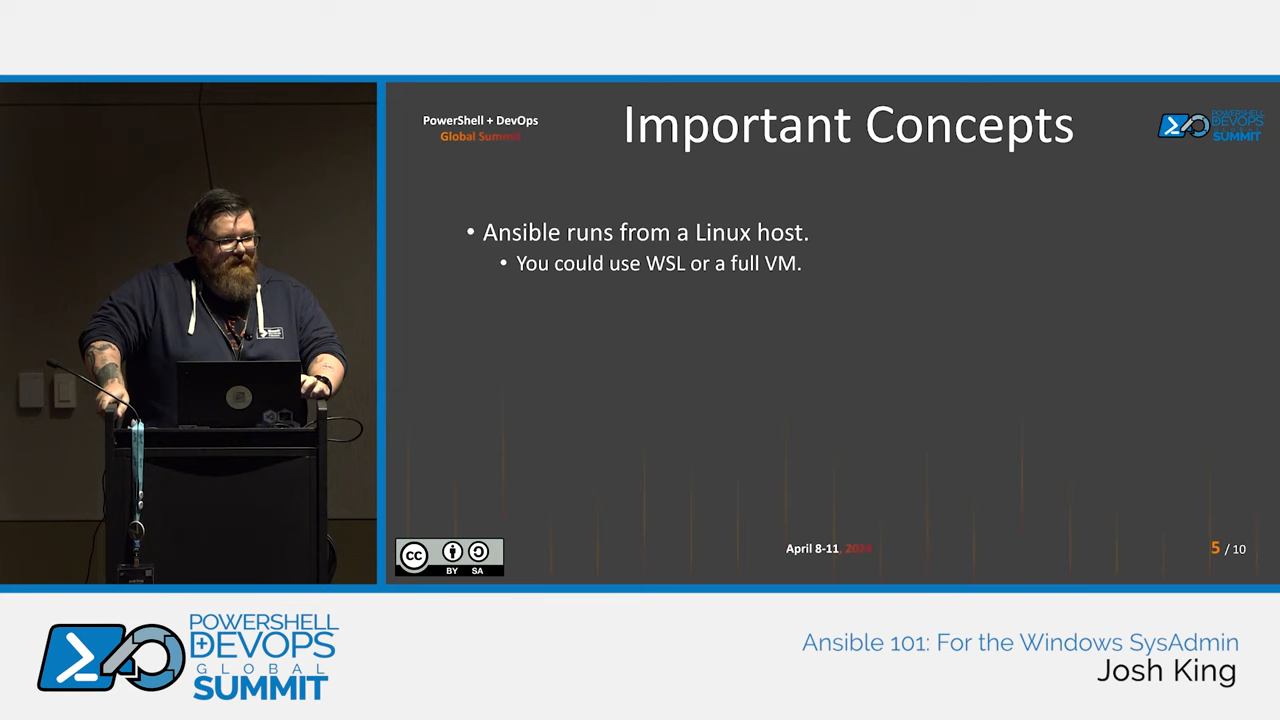 PowerShell + DevOps
Global Summit
Important Concepts
POWERSHELL
DEVOPS
SUMMIT
• Ansible runs from a Linux host.
• You could use WSL or a full VM.
CC BY SA
April 8-11, 2024
5 / 10
POWERSHELL
+DEVOPS
GLOBAL
SUMMIT
Ansible 101: For the Windows SysAdmin
Josh King